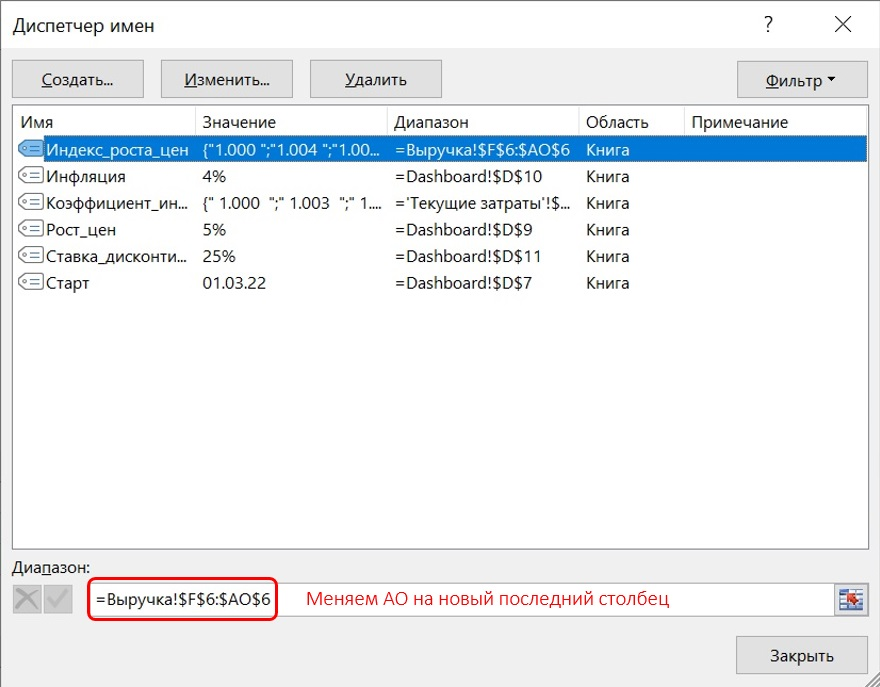 Диспетчер имен ?
Создать... Изменить... Удалить Фильтр
Имя Значение Диапазон Область Примечание
Индекс_роста_цен {"1.000 ";"1.004 ";"1.00... =Выручка!$F$6:$AO$6 Книга
Инфляция 4% =Dashboard!$D$10 Книга
Коэффициент_ин... {" 1.000  ";" 1.003  ";" 1.... ='Текущие затраты'!$... Книга
Рост_цен 5% =Dashboard!$D$9 Книга
Ставка_дисконти... 25% =Dashboard!$D$11 Книга
Старт 01.03.22 =Dashboard!$D$7 Книга
Диапазон:
=Выручка!$F$6:$AO$6 Меняем АО на новый последний столбец
Закрыть